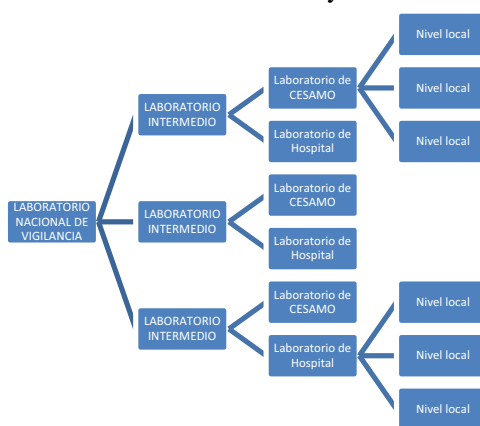 Nivel local
Laboratorio de
CESAMO
Nivel local
LABORATORIO
INTERMEDIO
Laboratorio de
Hospital
Nivel local
Laboratorio de
CESAMO
LABORATORIO
NACIONAL DE
VIGILANCIA
LABORATORIO
INTERMEDIO
Laboratorio de
Hospital
Laboratorio de
CESAMO
Nivel local
LABORATORIO
INTERMEDIO
Laboratorio de
Hospital
Nivel local
Nivel local